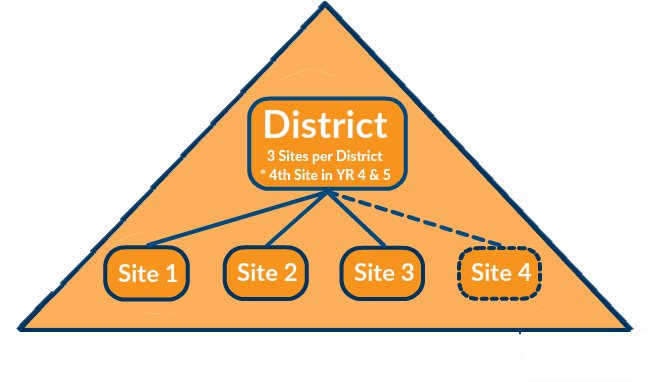 District
3 Sites per District
* 4th Site in YR 4 & 5
Site 1
Site 2
Site 3
Site 4